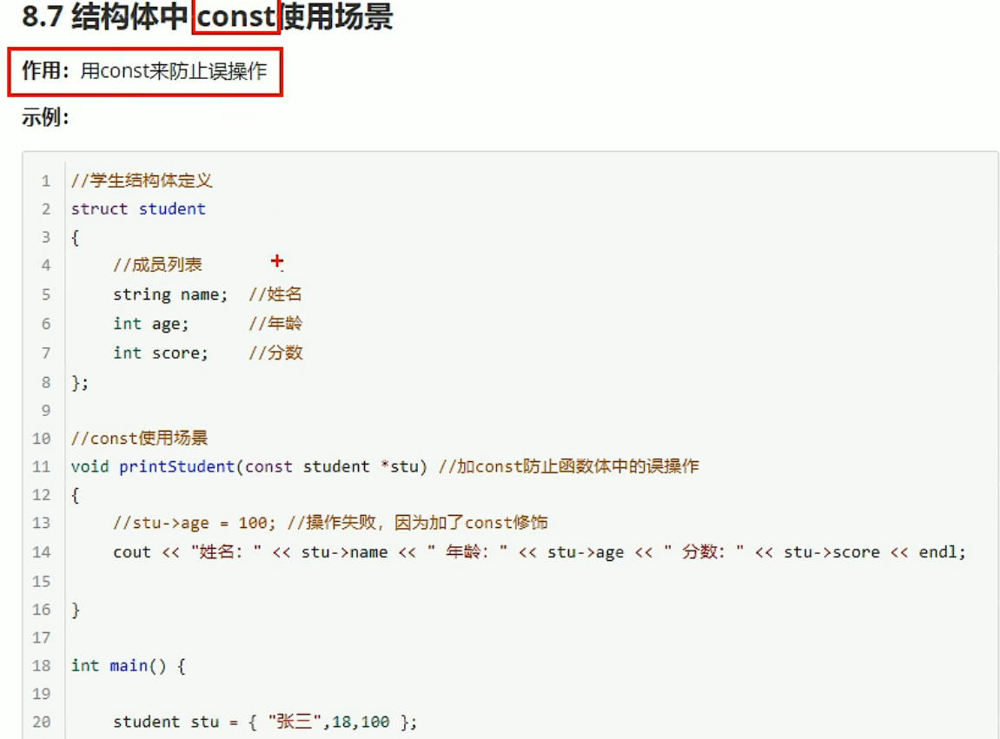 8.7 结构体中const使用场景
作用：用const来防止误操作
示例：
1 //学生结构体定义
2 struct student
3 {
4     //成员列表
5     string name;  //姓名
6     int age;      //年龄
7     int score;    //分数
8 };
9
10 //const使用场景
11 void printStudent(const student *stu) //加const防止函数体中的误操作
12 {
13     //stu->age = 100; //操作失败，因为加了const修饰
14     cout << "姓名：" << stu->name << " 年龄：" << stu->age << " 分数：" << stu->score << endl;
15
16 }
17
18 int main() {
19
20     student stu = { "张三",18,100 };